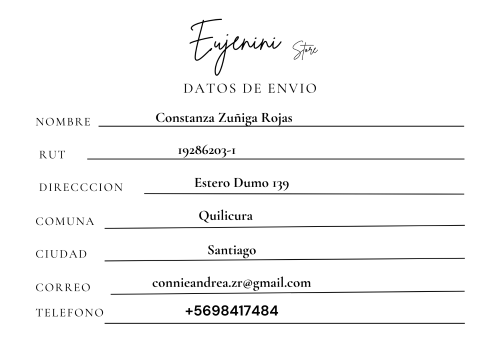 Eujenini Store
DATOS DE ENVIO
NOMBRE Constanza Zuñiga Rojas
RUT 19286203-1
DIRECCCION Estero Dumo 139
COMUNA Quilicura
CIUDAD Santiago
CORREO connieandrea.zr@gmail.com
TELEFONO +5698417484